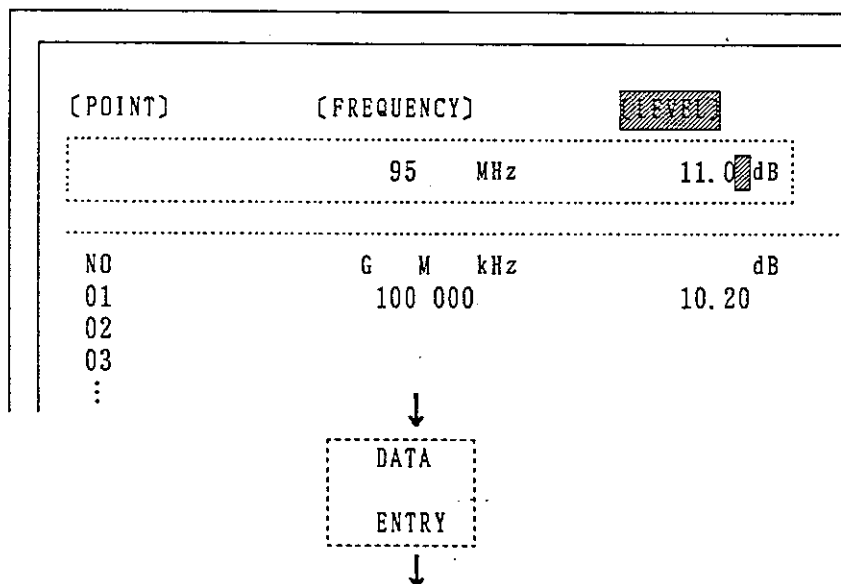 [POINT] [FREQUENCY] [LEVEL]
95 MHz 11.0 dB
NO G M kHz dB
01 100 000 10.20
02
03
⋮
↓
DATA
ENTRY
↓